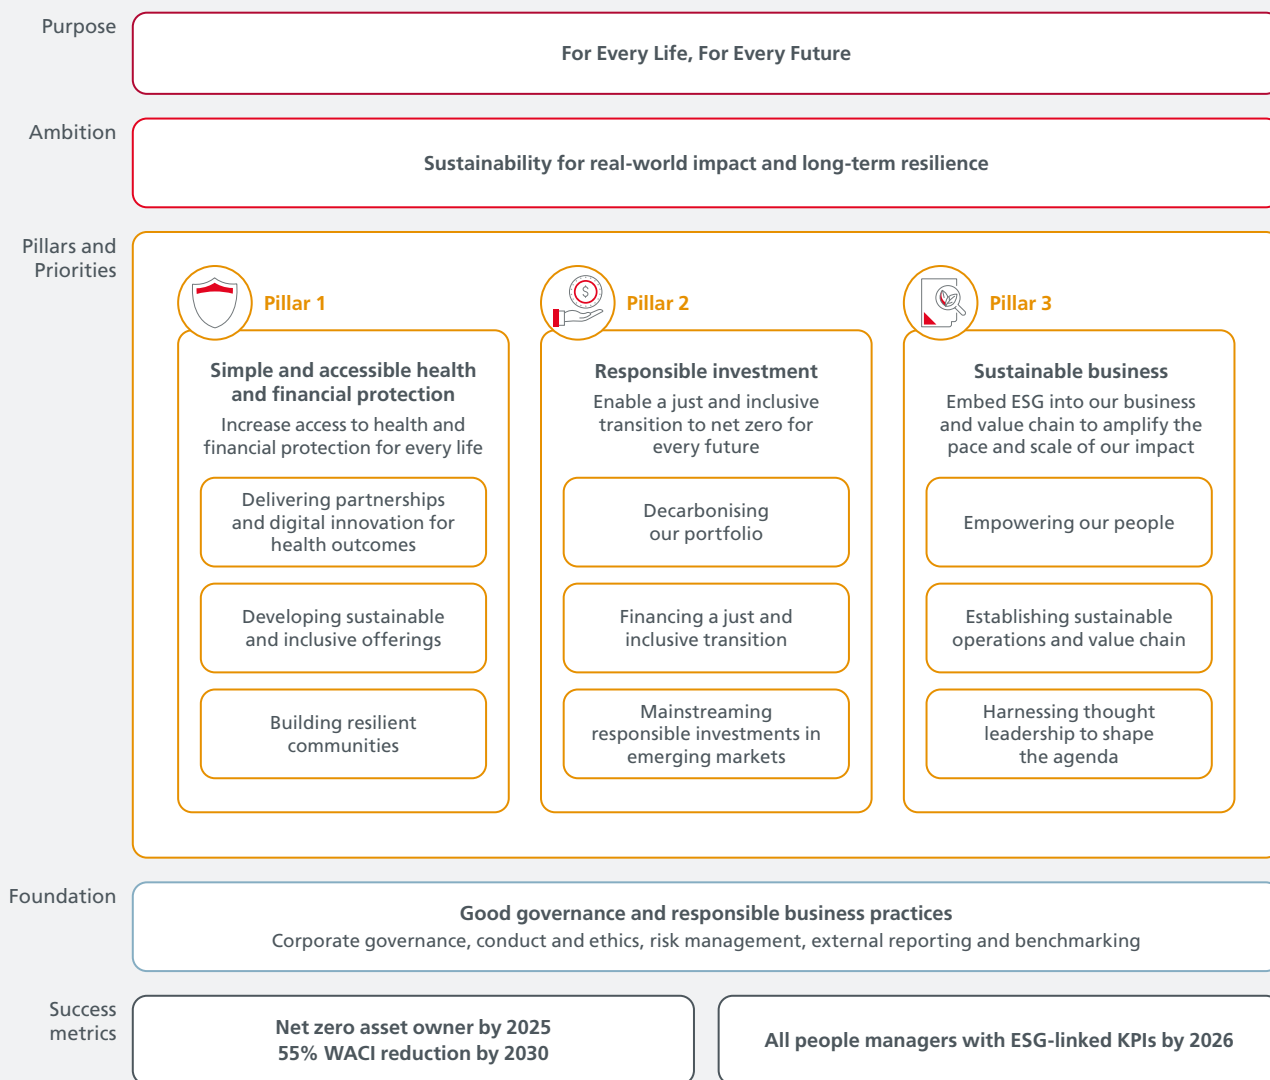 Purpose
For Every Life, For Every Future
Ambition
Sustainability for real-world impact and long-term resilience
Pillars and
Priorities
Pillar 1
Simple and accessible health
and financial protection
Increase access to health and
financial protection for every life
Delivering partnerships
and digital innovation for
health outcomes
Developing sustainable
and inclusive offerings
Building resilient
communities
$
Pillar 2
Responsible investment
Enable a just and inclusive
transition to net zero for
every future
Decarbonising
our portfolio
Financing a just and
inclusive transition
Mainstreaming
responsible investments in
emerging markets
Pillar 3
Sustainable business
Embed ESG into our business
and value chain to amplify the
pace and scale of our impact
Empowering our people
Establishing sustainable
operations and value chain
Harnessing thought
leadership to shape
the agenda
Foundation
Good governance and responsible business practices
Corporate governance, conduct and ethics, risk management, external reporting and benchmarking
Success
metrics
Net zero asset owner by 2025
55% WACI reduction by 2030
All people managers with ESG-linked KPIs by 2026